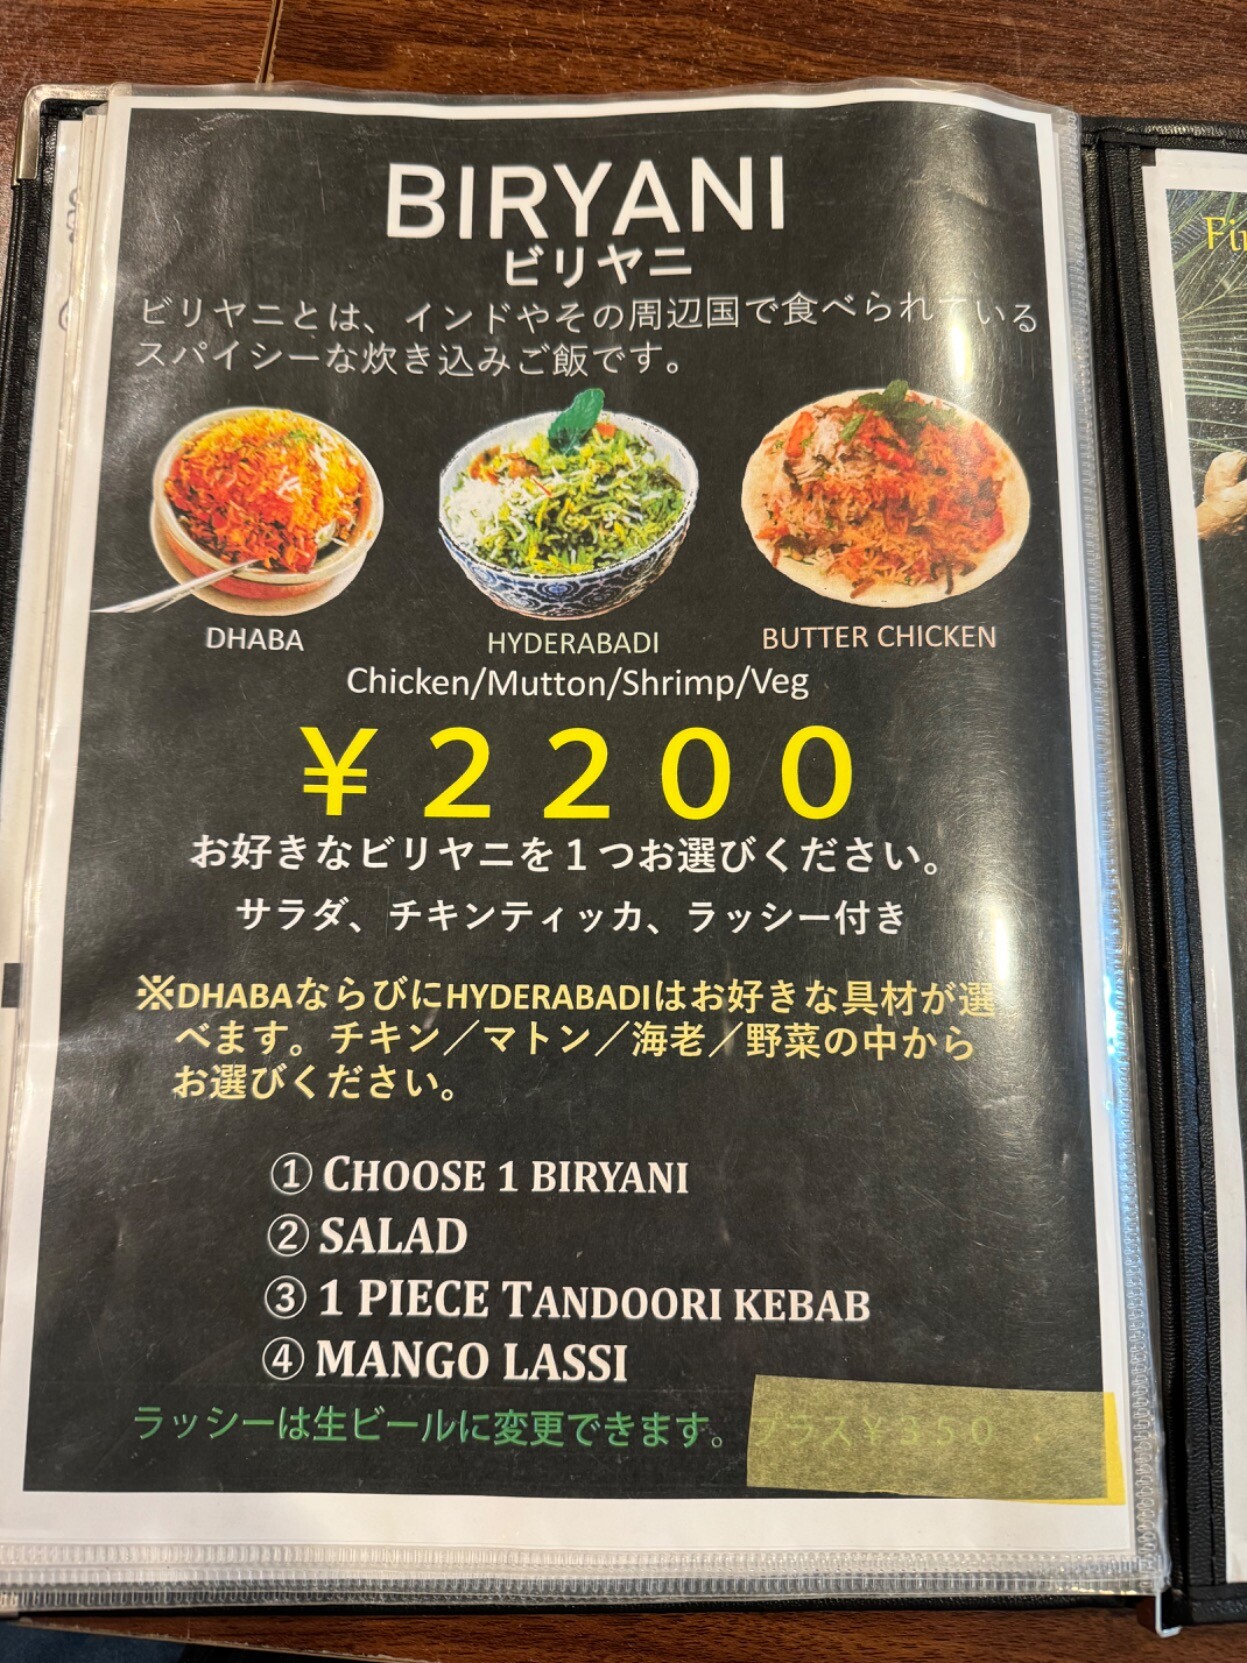 BIRYANI
ビリヤニ
ビリヤニとは、インドやその周辺国で食べられている
スパイシーな炊き込みご飯です。
DHABA
HYDERABADI
BUTTER CHICKEN
Chicken/Mutton/Shrimp/Veg
￥２２００
お好きなビリヤニを１つお選びください。
サラダ、チキンティッカ、ラッシー付き
※DHABAならびにHYDERABADIはお好きな具材が選
べます。チキン／マトン／海老／野菜の中から
お選びください。
① CHOOSE 1 BIRYANI
② SALAD
③ 1 PIECE TANDOORI KEBAB
④ MANGO LASSI
ラッシーは生ビールに変更できます。プラス￥３５０